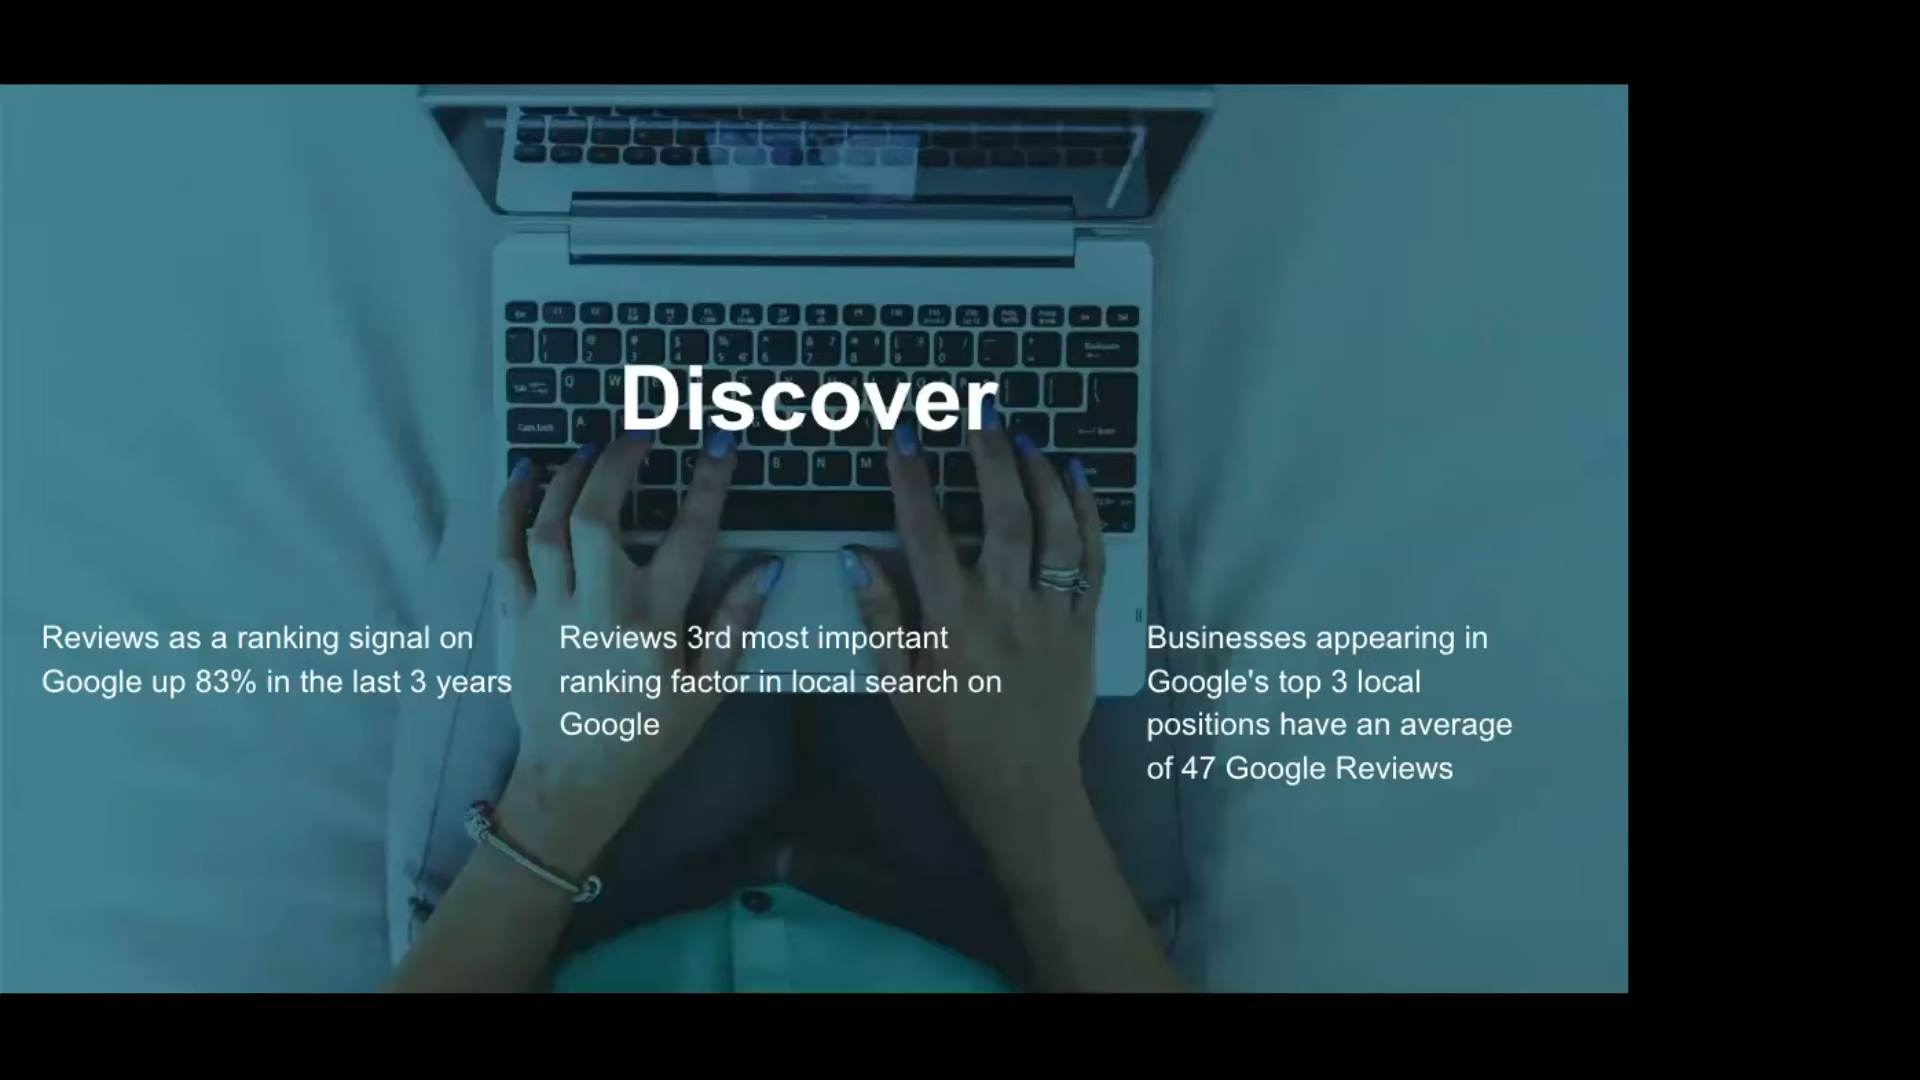 Discover
Reviews as a ranking signal on
Google up 83% in the last 3 years
Reviews 3rd most important
ranking factor in local search on
Google
Businesses appearing in
Google's top 3 local
positions have an average
of 47 Google Reviews